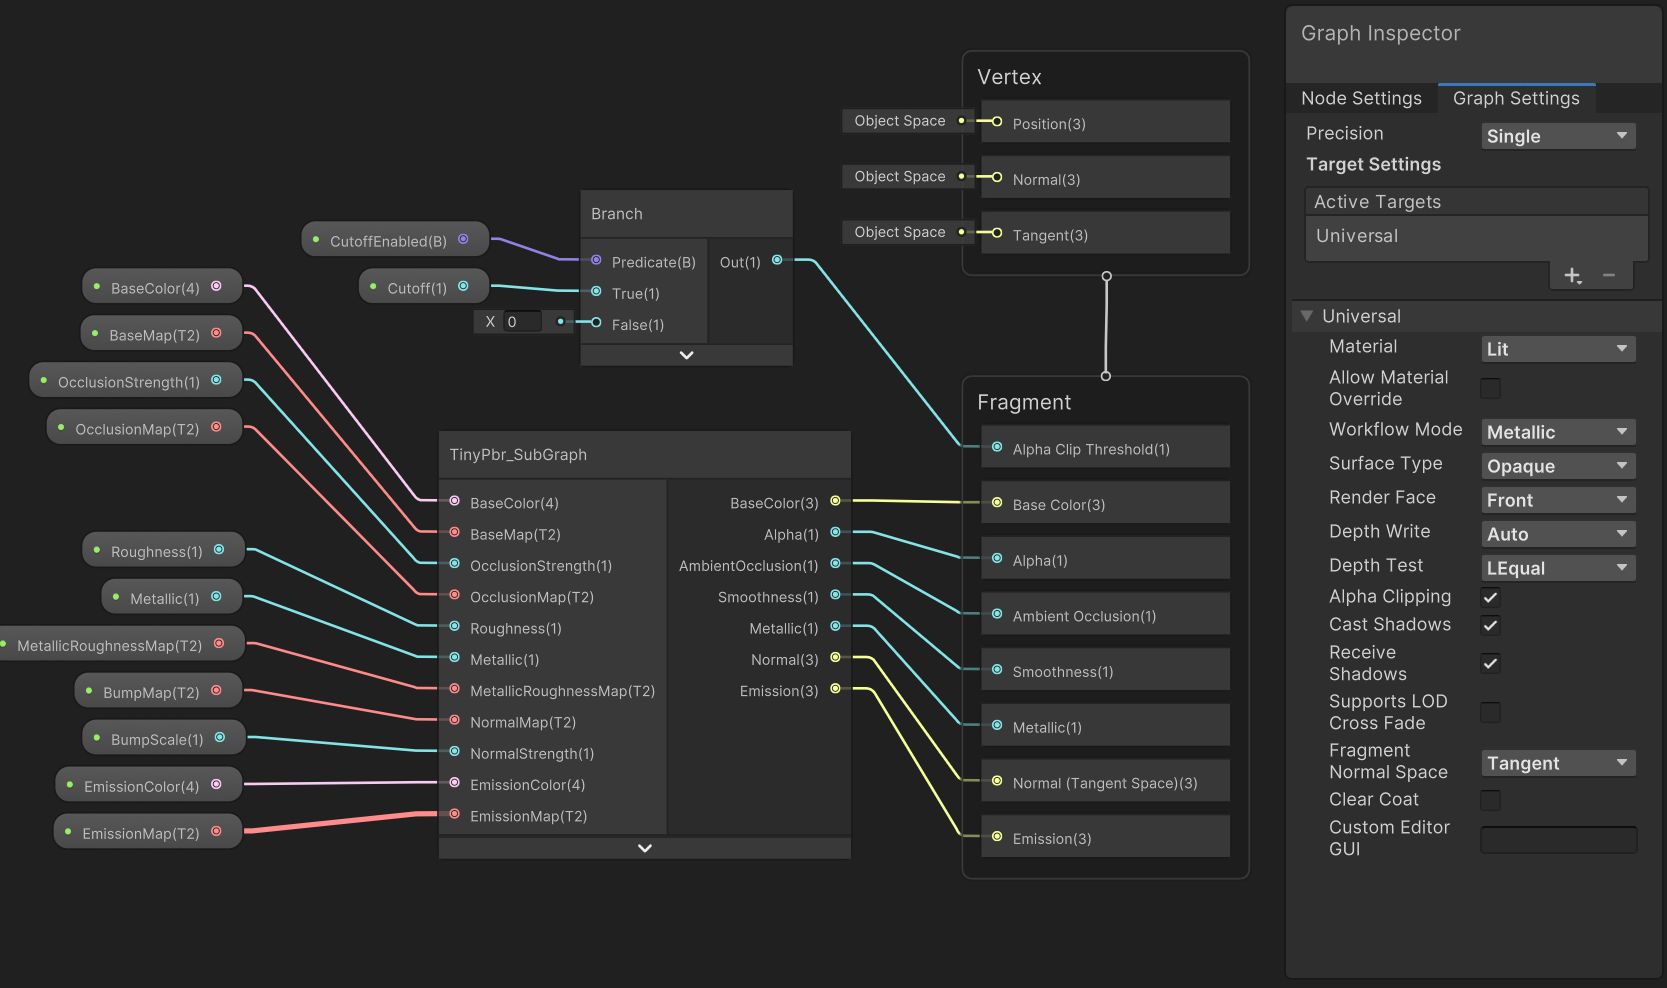 CutoffEnabled(B)
Cutoff(1)
X 0
Branch
Predicate(B)
True(1)
False(1)
Out(1)
BaseColor(4)
BaseMap(T2)
OcclusionStrength(1)
OcclusionMap(T2)
Roughness(1)
Metallic(1)
MetallicRoughnessMap(T2)
BumpMap(T2)
BumpScale(1)
EmissionColor(4)
EmissionMap(T2)
TinyPbr_SubGraph
BaseColor(4)
BaseMap(T2)
OcclusionStrength(1)
OcclusionMap(T2)
Roughness(1)
Metallic(1)
MetallicRoughnessMap(T2)
NormalMap(T2)
NormalStrength(1)
EmissionColor(4)
EmissionMap(T2)
BaseColor(3)
Alpha(1)
AmbientOcclusion(1)
Smoothness(1)
Metallic(1)
Normal(3)
Emission(3)
Vertex
Object Space
Position(3)
Object Space
Normal(3)
Object Space
Tangent(3)
Fragment
Alpha Clip Threshold(1)
Base Color(3)
Alpha(1)
Ambient Occlusion(1)
Smoothness(1)
Metallic(1)
Normal (Tangent Space)(3)
Emission(3)
Graph Inspector
Node Settings
Graph Settings
Precision
Single
Target Settings
Active Targets
Universal
Universal
Material
Lit
Allow Material
Override
Workflow Mode
Metallic
Surface Type
Opaque
Render Face
Front
Depth Write
Auto
Depth Test
LEqual
Alpha Clipping
Cast Shadows
Receive
Shadows
Supports LOD
Cross Fade
Fragment
Normal Space
Tangent
Clear Coat
Custom Editor
GUI